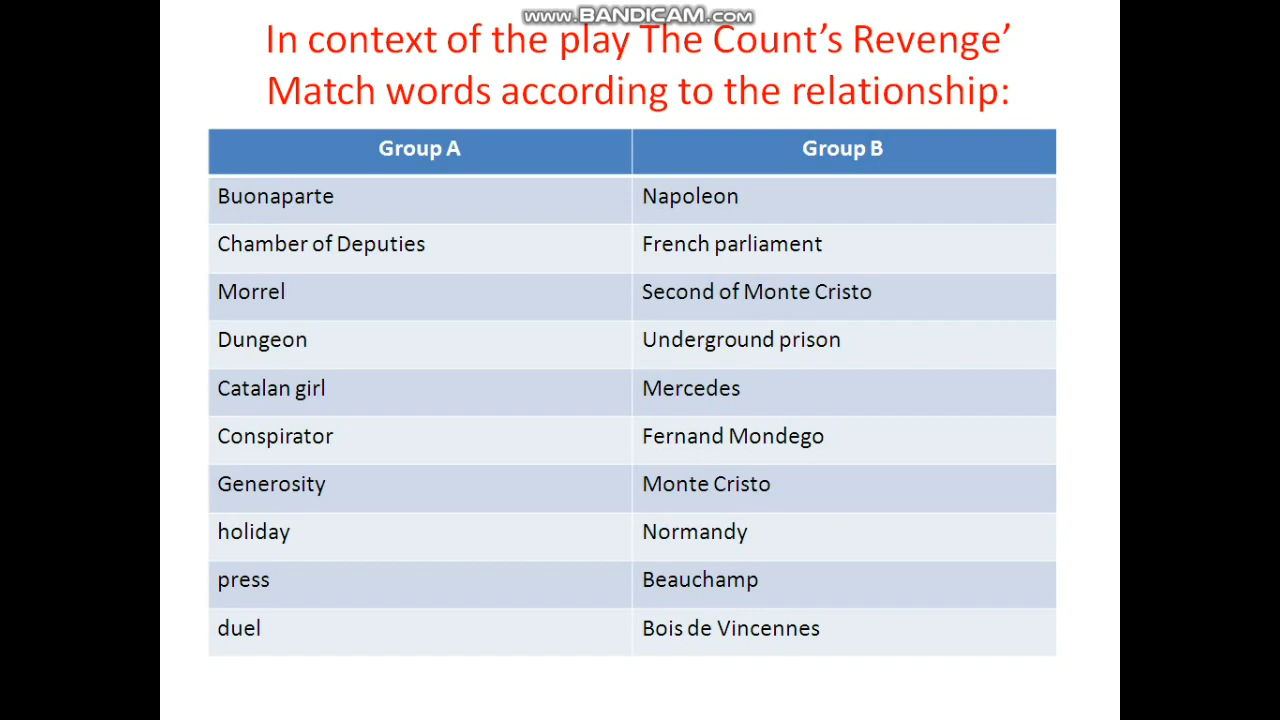 www.BANDICAM.com
In context of the play The Count's Revenge'
Match words according to the relationship:
Group A Group B
Buonaparte Napoleon
Chamber of Deputies French parliament
Morrel Second of Monte Cristo
Dungeon Underground prison
Catalan girl Mercedes
Conspirator Fernand Mondego
Generosity Monte Cristo
holiday Normandy
press Beauchamp
duel Bois de Vincennes